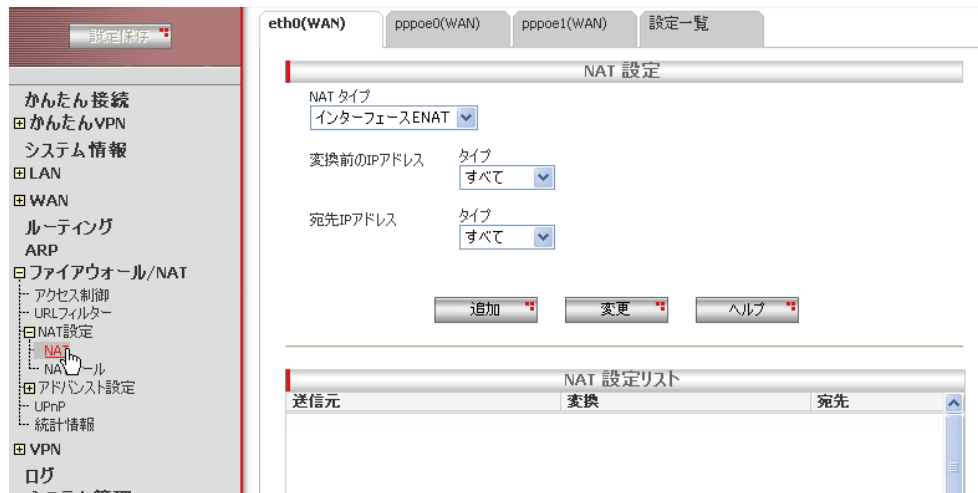 設定保存
かんたん接続
かんたんVPN
システム情報
LAN
WAN
ルーティング
ARP
ファイアウォール/NAT
アクセス制御
URLフィルター
NAT設定
NAT
NA ール
アドバンスト設定
UPnP
統計情報
VPN
ログ
eth0(WAN)
pppoe0(WAN)
pppoe1(WAN)
設定一覧
NAT 設定
NAT タイプ
インターフェースENAT
変換前のIPアドレス
タイプ
すべて
宛先IPアドレス
タイプ
すべて
追加
変更
ヘルプ
NAT 設定リスト
送信元 変換 宛先